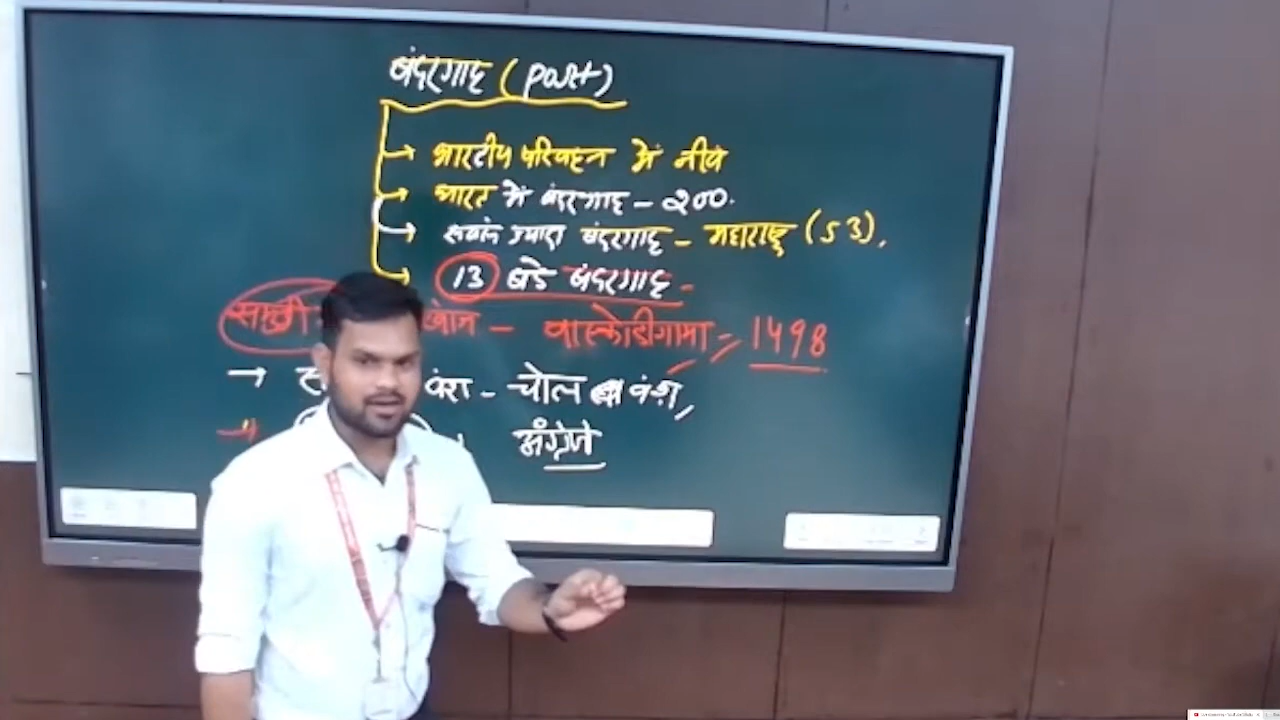 बंदरगाह (port)
→ भारतीय परिवहन में नीव
→ भारत में बंदरगाह - 200.
→ सबसे ज्यादा बंदरगाह - महाराष्ट्र (53).
13 बडे बंदरगाह -
खोज - वास्कोडीगामा - 1498
→ वंश - चोल वंश,
→ अंग्रेज